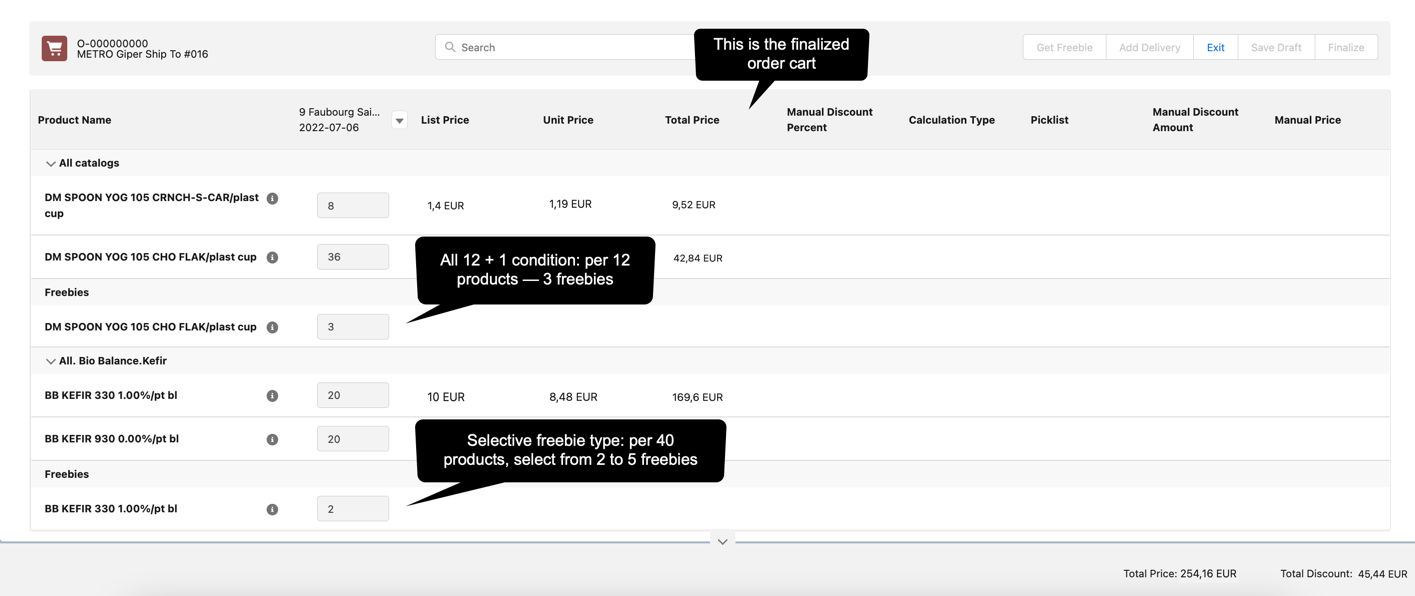 O-000000000
METRO Giper Ship To #016
Search
This is the finalized
order cart
Get Freebie
Add Delivery
Exit
Save Draft
Finalize
Product Name
9 Faubourg Sai...
2022-07-06
List Price
Unit Price
Total Price
Manual Discount
Percent
Calculation Type
Picklist
Manual Discount
Amount
Manual Price
All catalogs
DM SPOON YOG 105 CRNCH-S-CAR/plast
cup
8
1,4 EUR
1,19 EUR
9,52 EUR
DM SPOON YOG 105 CHO FLAK/plast cup
36
All 12 + 1 condition: per 12
products — 3 freebies
42,84 EUR
Freebies
DM SPOON YOG 105 CHO FLAK/plast cup
3
All. Bio Balance.Kefir
BB KEFIR 330 1.00%/pt bl
20
10 EUR
8,48 EUR
169,6 EUR
BB KEFIR 930 0.00%/pt bl
20
Selective freebie type: per 40
products, select from 2 to 5 freebies
Freebies
BB KEFIR 330 1.00%/pt bl
2
Total Price: 254,16 EUR
Total Discount: 45,44 EUR